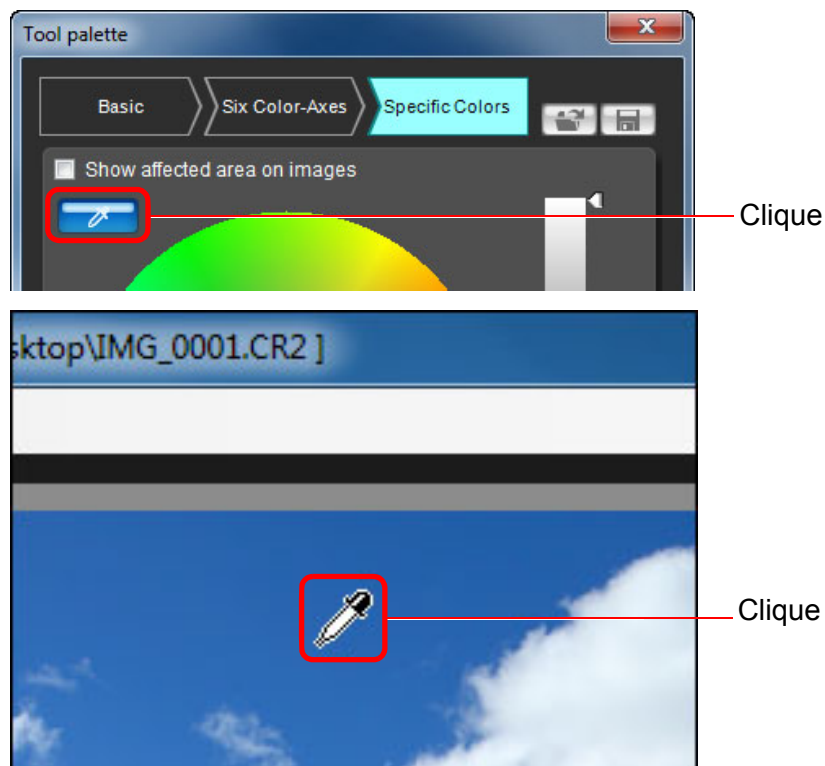 Tool palette
x
Basic
Six Color-Axes
Specific Colors
Show affected area on images
Clique
sktop\IMG_0001.CR2 ]
Clique